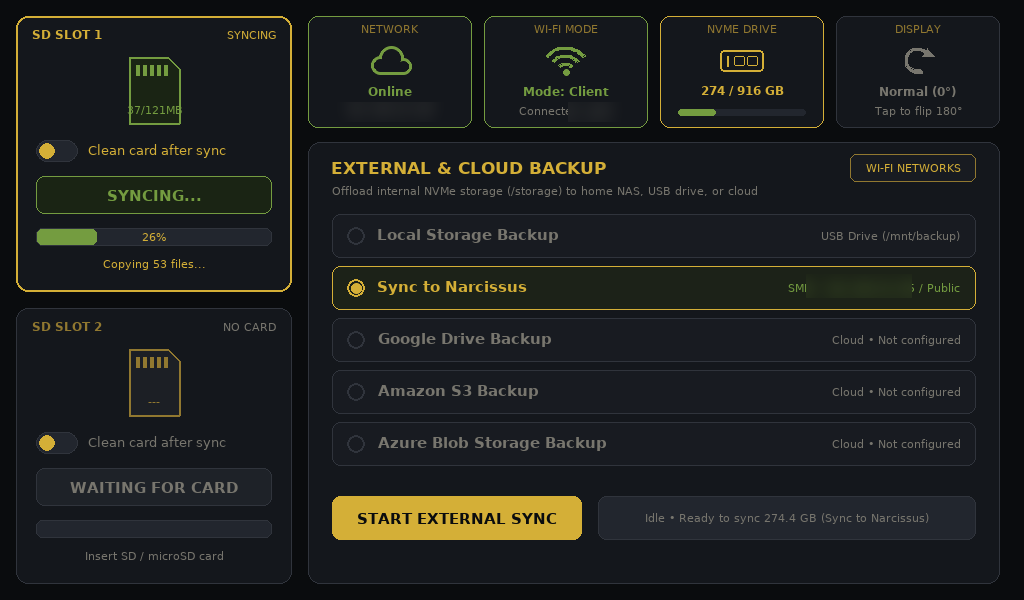 SD SLOT 1
SYNCING
37/121MB
Clean card after sync
SYNCING...
26%
Copying 53 files...
SD SLOT 2
NO CARD
---
Clean card after sync
WAITING FOR CARD
Insert SD / microSD card
NETWORK
Online
WI-FI MODE
Mode: Client
NVME DRIVE
274 / 916 GB
DISPLAY
Normal (0°)
Tap to flip 180°
EXTERNAL & CLOUD BACKUP
WI-FI NETWORKS
Offload internal NVMe storage (/storage) to home NAS, USB drive, or cloud
Local Storage Backup
USB Drive (/mnt/backup)
Sync to Narcissus
/ Public
Google Drive Backup
Cloud • Not configured
Amazon S3 Backup
Cloud • Not configured
Azure Blob Storage Backup
Cloud • Not configured
START EXTERNAL SYNC
Idle • Ready to sync 274.4 GB (Sync to Narcissus)